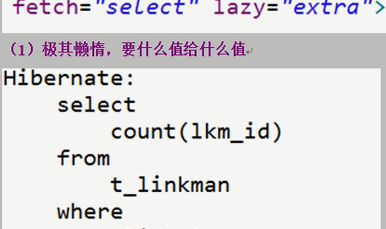 fetch="select" lazy="extra">
（1）极其懒惰，要什么值给什么值
Hibernate:
select
count(lkm_id)
from
t_linkman
where